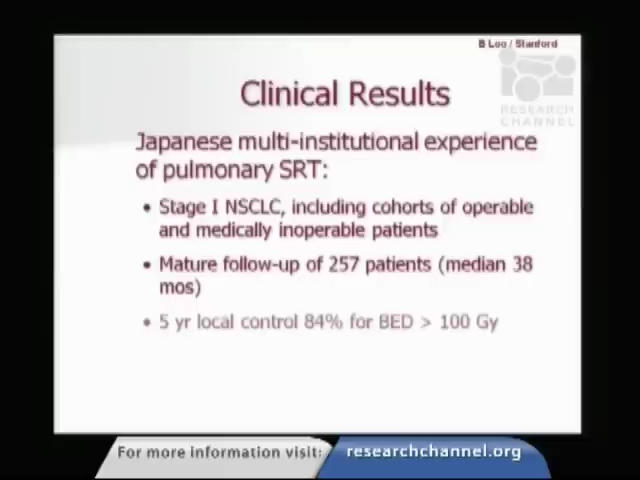 B Loo / Stanford
RESEARCH
CHANNEL
Clinical Results
Japanese multi-institutional experience
of pulmonary SRT:
• Stage I NSCLC, including cohorts of operable
and medically inoperable patients
• Mature follow-up of 257 patients (median 38
mos)
• 5 yr local control 84% for BED > 100 Gy
For more information visit:
researchchannel.org